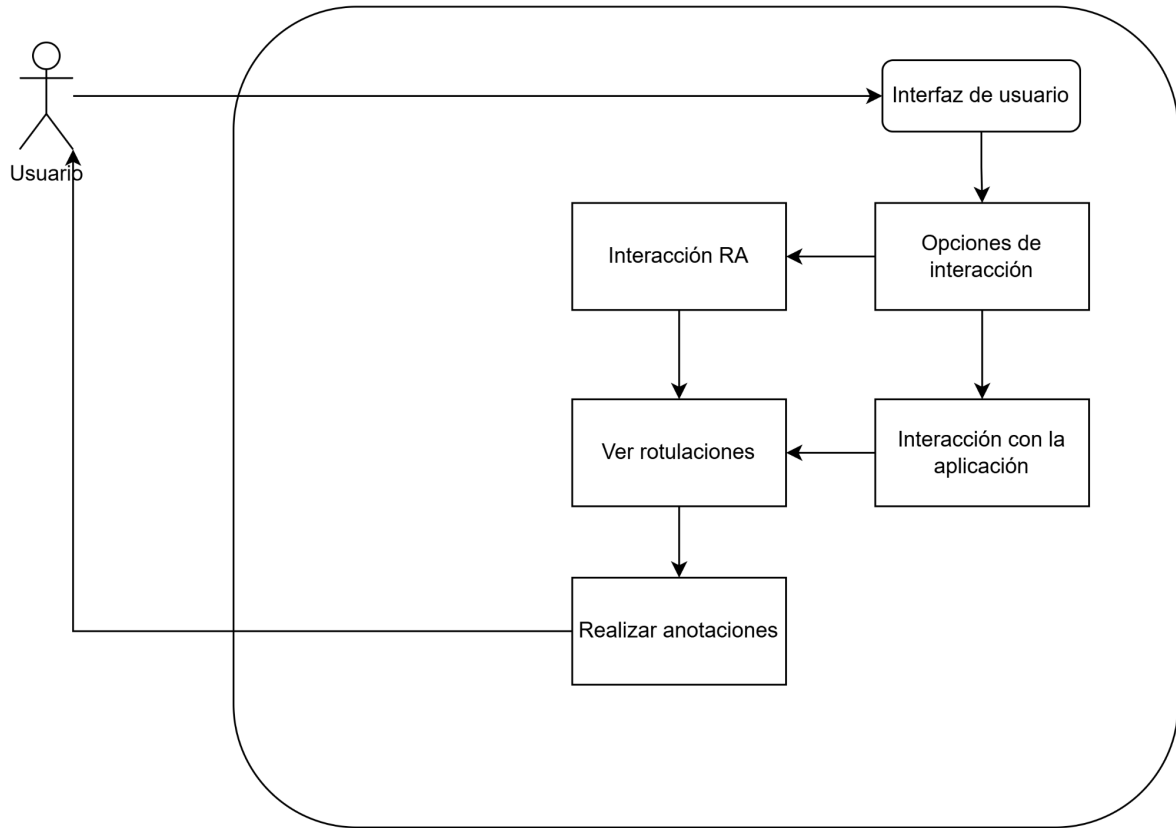 Interfaz de usuario
Usuario
Interacción RA
Opciones de
interacción
Ver rotulaciones
Interacción con la
aplicación
Realizar anotaciones